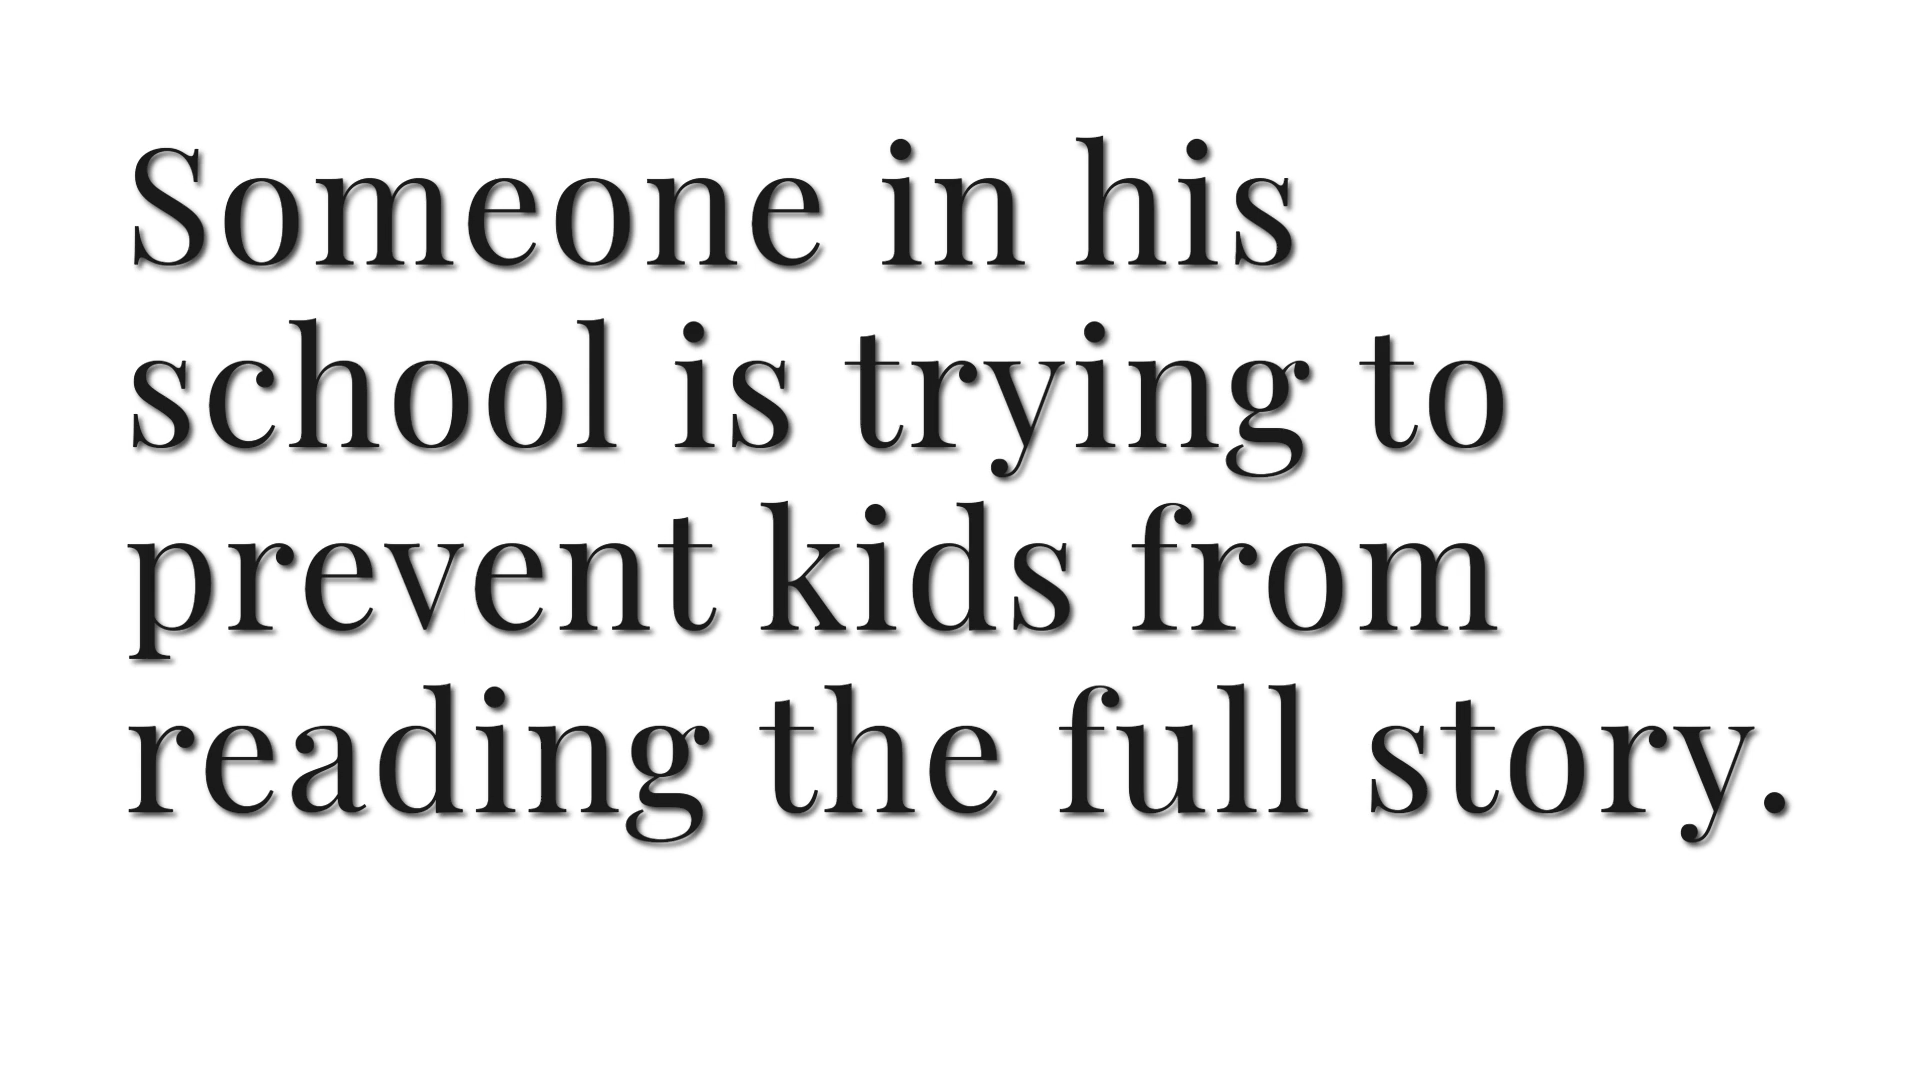 Someone in his
school is trying to
prevent kids from
reading the full story.